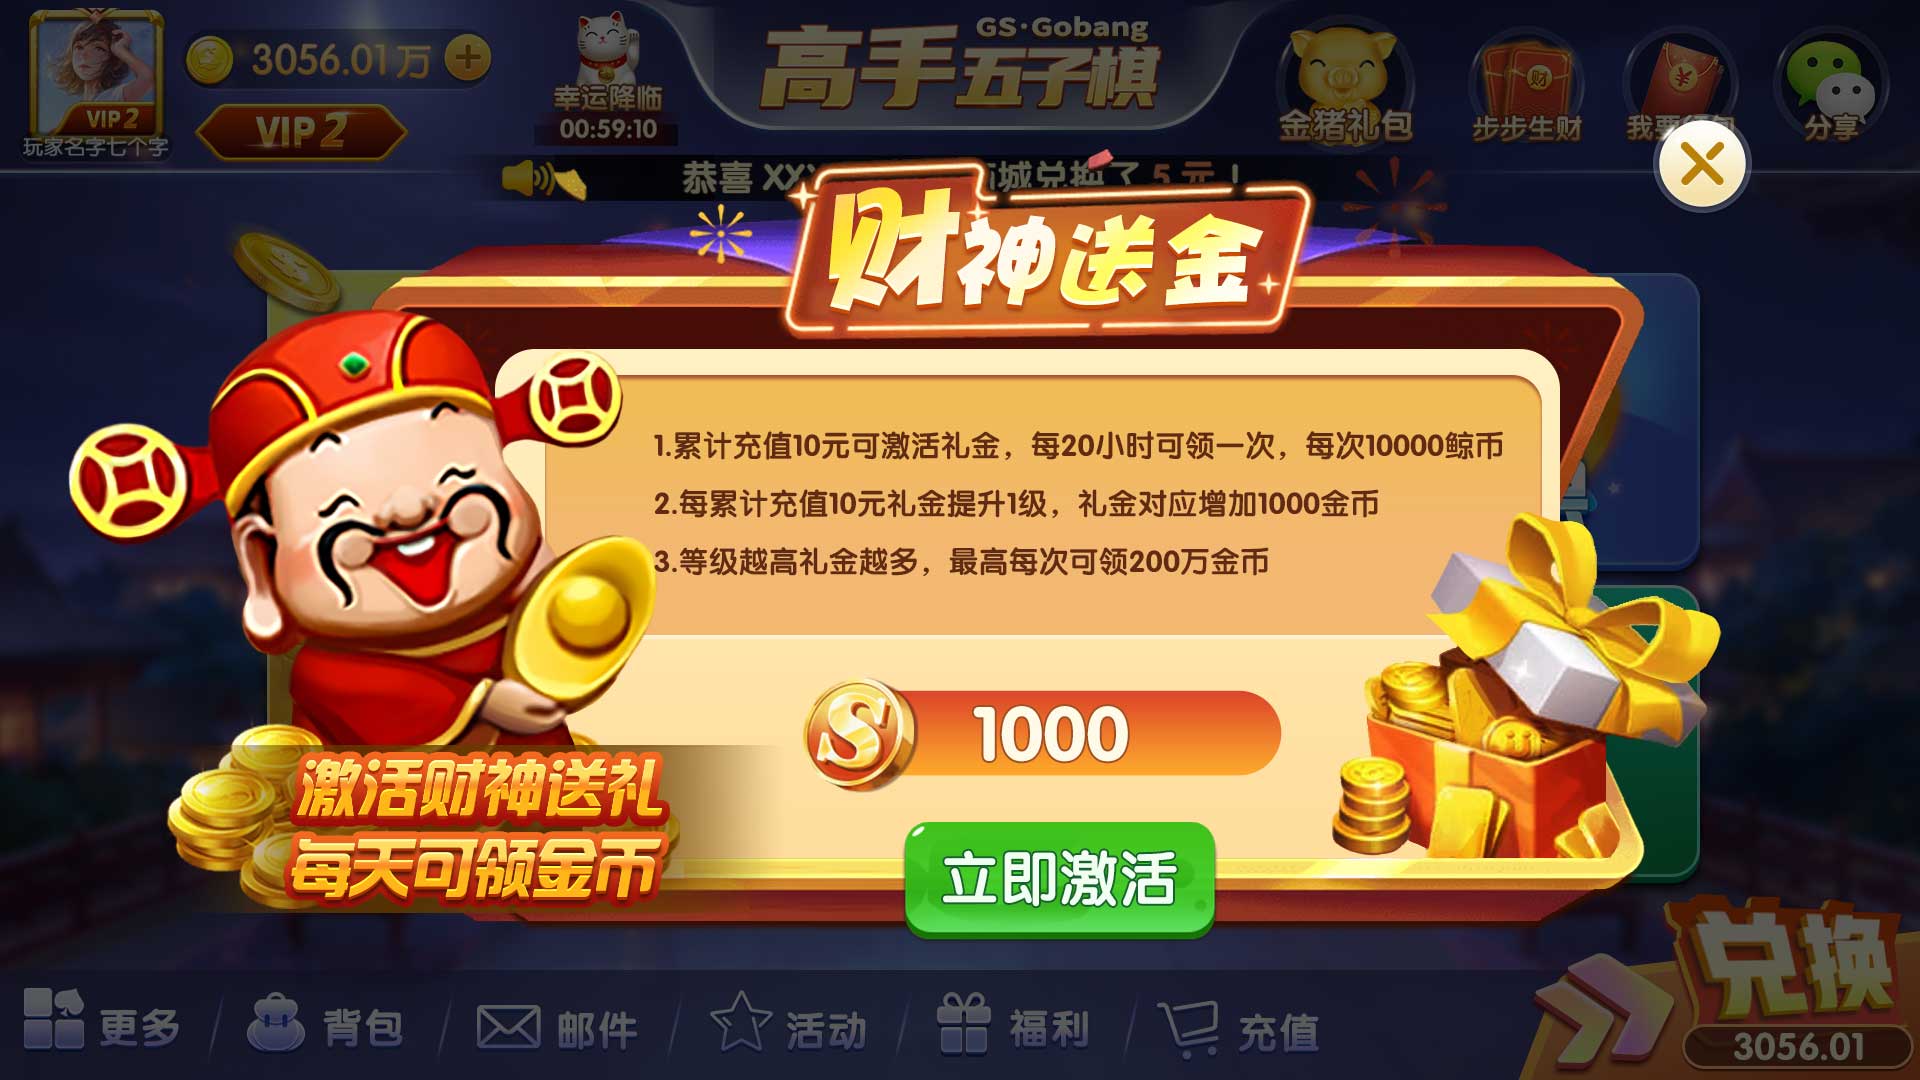 3056.01万
VIP 2
玩家名字七个字
VIP 2
幸运降临
00:59:10
GS·Gobang
高手五子棋
金猪礼包
步步生财
分享
恭喜 XX 城兑换了 5 元！
财神送金
1.累计充值10元可激活礼金，每20小时可领一次，每次10000鲸币
2.每累计充值10元礼金提升1级，礼金对应增加1000金币
3.等级越高礼金越多，最高每次可领200万金币
1000
激活财神送礼
每天可领金币
立即激活
更多
背包
邮件
活动
福利
充值
兑换
3056.01